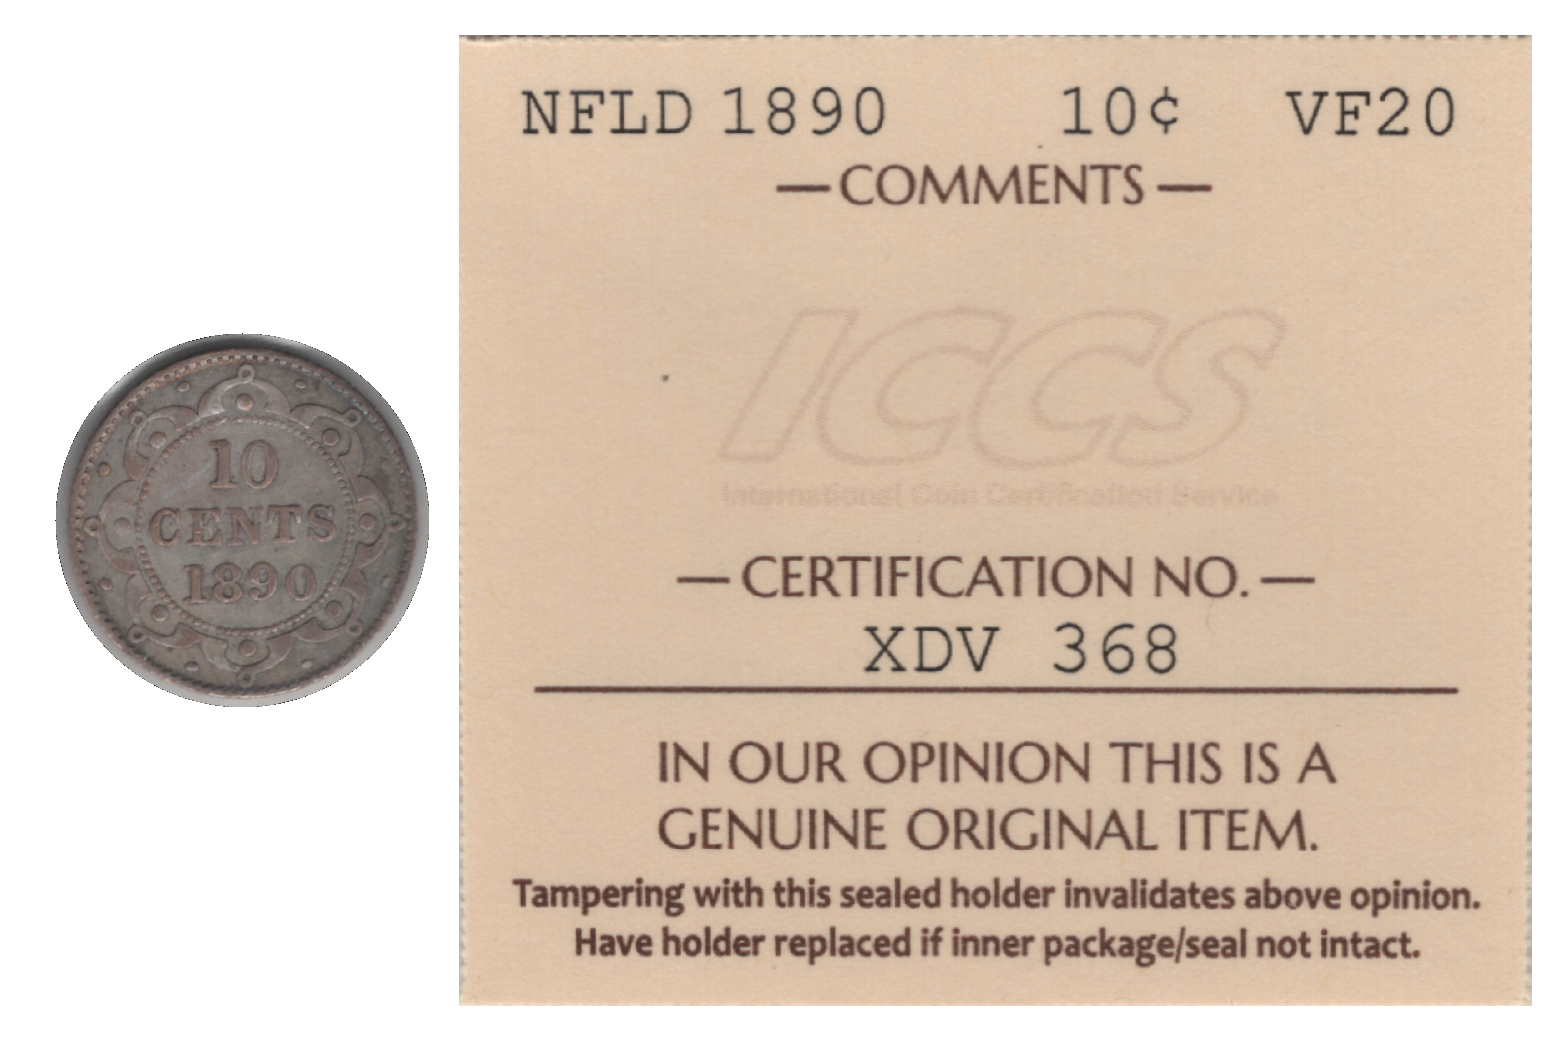 10
CENTS
1890
NFLD 1890 10¢ VF20
— COMMENTS —
ICCS
International Coin Certification Service
— CERTIFICATION NO. —
XDV 368
IN OUR OPINION THIS IS A
GENUINE ORIGINAL ITEM.
Tampering with this sealed holder invalidates above opinion.
Have holder replaced if inner package/seal not intact.